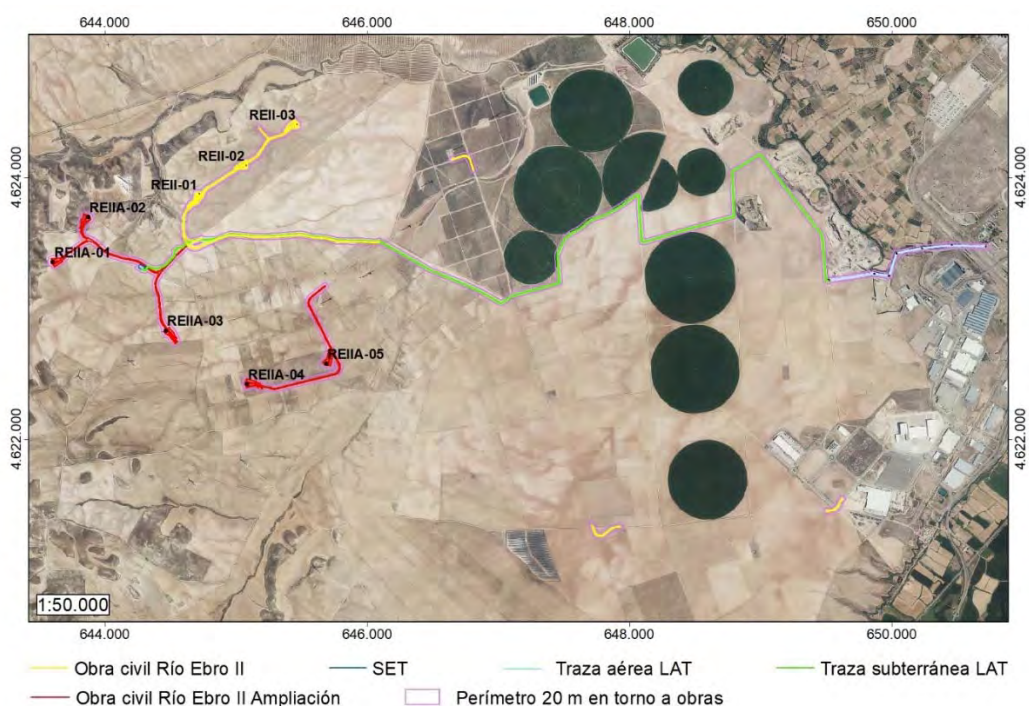 644.000 646.000 648.000 650.000
4.624.000 4.624.000
REII-03
REII-02
REII-01
REIIA-02
REIIA-01
REIIA-03
REIIA-05
REIIA-04
4.622.000 4.622.000
1:50.000
644.000 646.000 648.000 650.000
Obra civil Río Ebro II SET Traza aérea LAT Traza subterránea LAT
Obra civil Río Ebro II Ampliación Perímetro 20 m en torno a obras